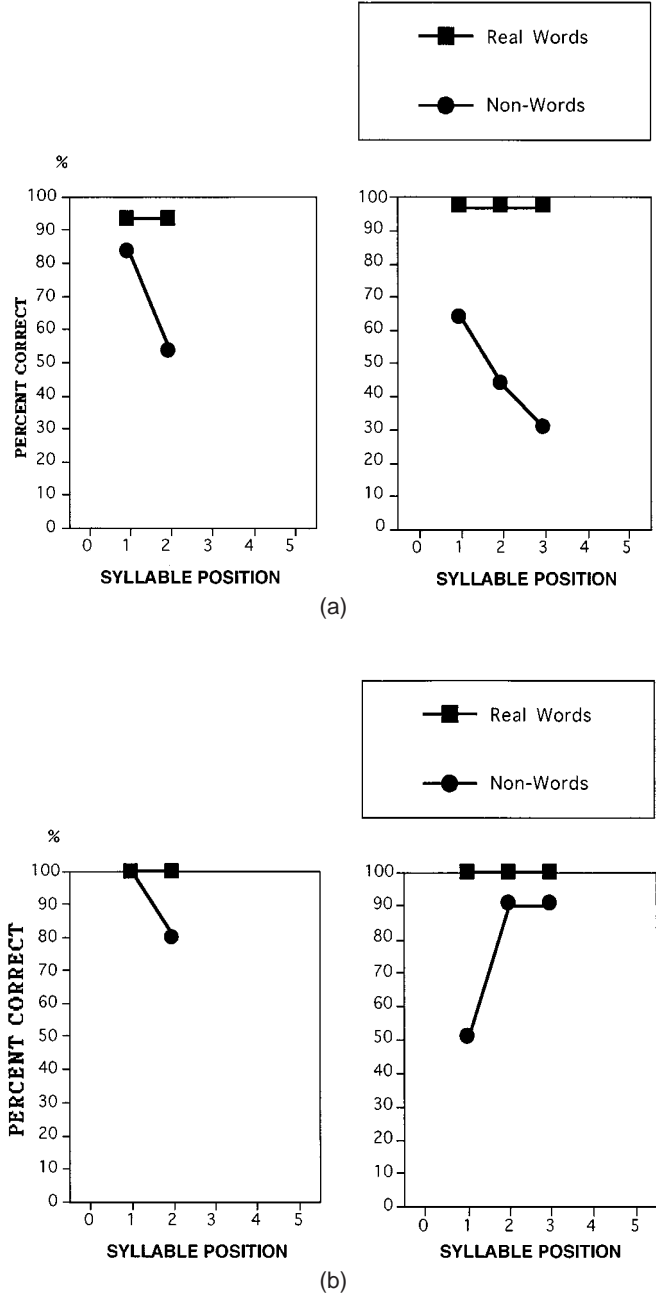 Real Words
Non-Words
%
100
90
80
70
60
50
40
30
20
10
0
PERCENT CORRECT
0 1 2 3 4 5
SYLLABLE POSITION
100
90
80
70
60
50
40
30
20
10
0
0 1 2 3 4 5
SYLLABLE POSITION
(a)
Real Words
Non-Words
%
100
90
80
70
60
50
40
30
20
10
0
PERCENT CORRECT
0 1 2 3 4 5
SYLLABLE POSITION
100
90
80
70
60
50
40
30
20
10
0
0 1 2 3 4 5
SYLLABLE POSITION
(b)